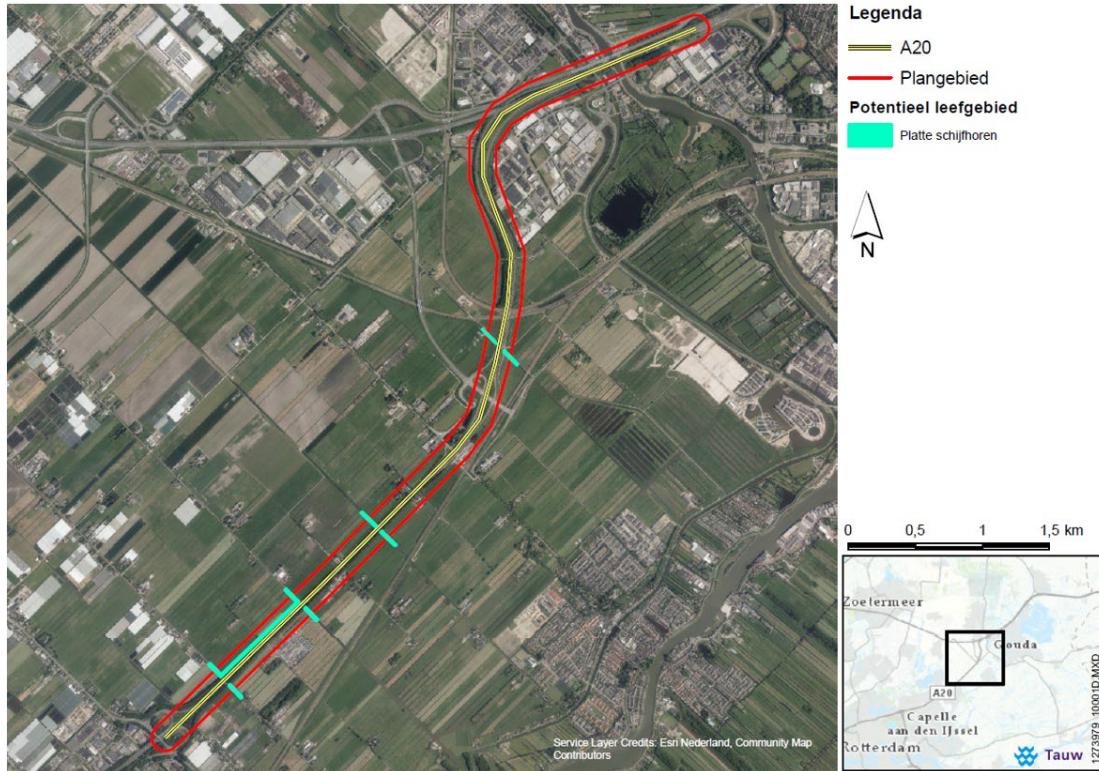 Legenda
A20
Plangebied
Potentieel leefgebied
Platte schijfhoren
N
0 0,5 1 1,5 km
Zoetermeer
Gouda
A20
Capelle
aan den IJssel
Rotterdam
Tauw
1273979_10001D.MXD
Service Layer Credits: Esri Nederland, Community Map
Contributors